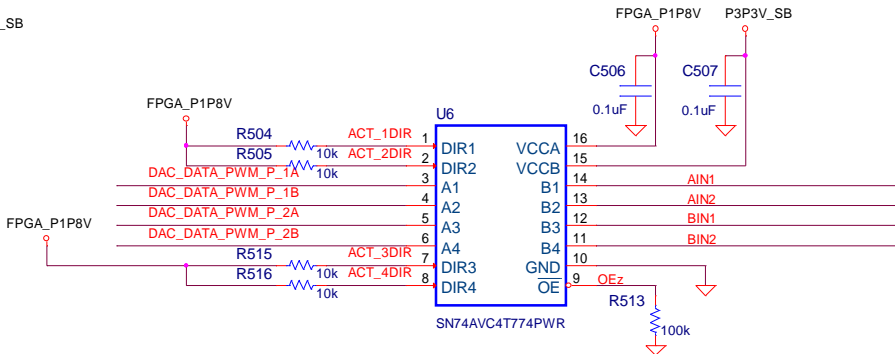 _SB
FPGA_P1P8V P3P3V_SB
C506 C507
0.1uF 0.1uF
FPGA_P1P8V
U6
R504 ACT_1DIR 1 DIR1 VCCA 16
10k
R505 ACT_2DIR 2 DIR2 VCCB 15
10k
DAC_DATA_PWM_P_1A 3 A1 B1 14 AIN1
DAC_DATA_PWM_P_1B 4 A2 B2 13 AIN2
DAC_DATA_PWM_P_2A 5 A3 B3 12 BIN1
DAC_DATA_PWM_P_2B 6 A4 B4 11 BIN2
FPGA_P1P8V
R515 ACT_3DIR 7 DIR3 GND 10
10k
R516 ACT_4DIR 8 DIR4 OE 9 OEz
10k
R513
100k
SN74AVC4T774PWR